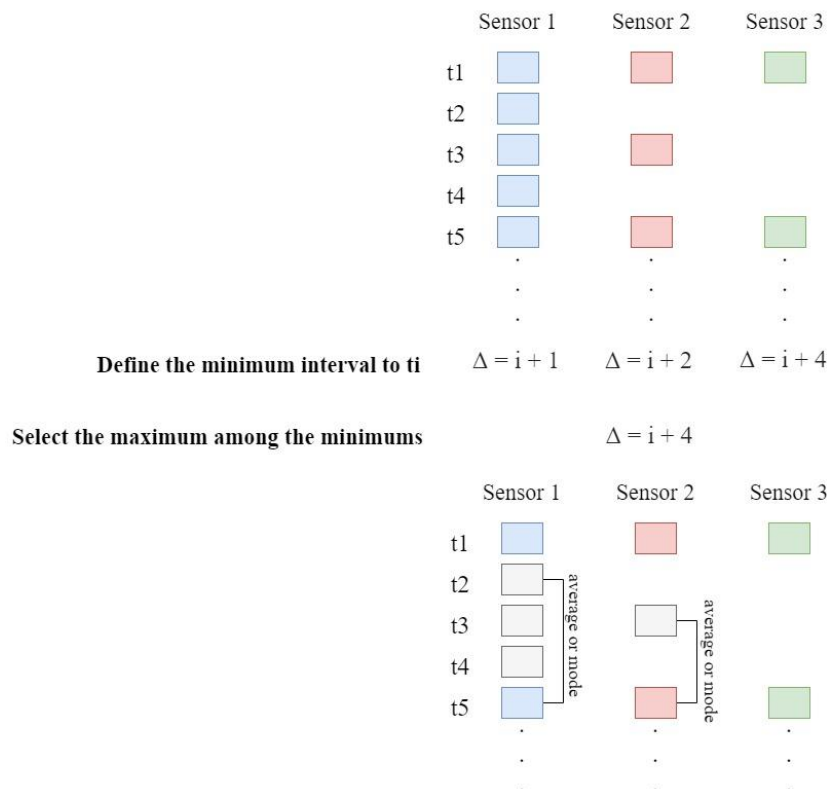 Sensor 1 Sensor 2 Sensor 3
t1
t2
t3
t4
t5
Define the minimum interval to ti Δ = i + 1 Δ = i + 2 Δ = i + 4
Select the maximum among the minimums Δ = i + 4
Sensor 1 Sensor 2 Sensor 3
t1
t2
t3
t4
t5
average or mode
average or mode